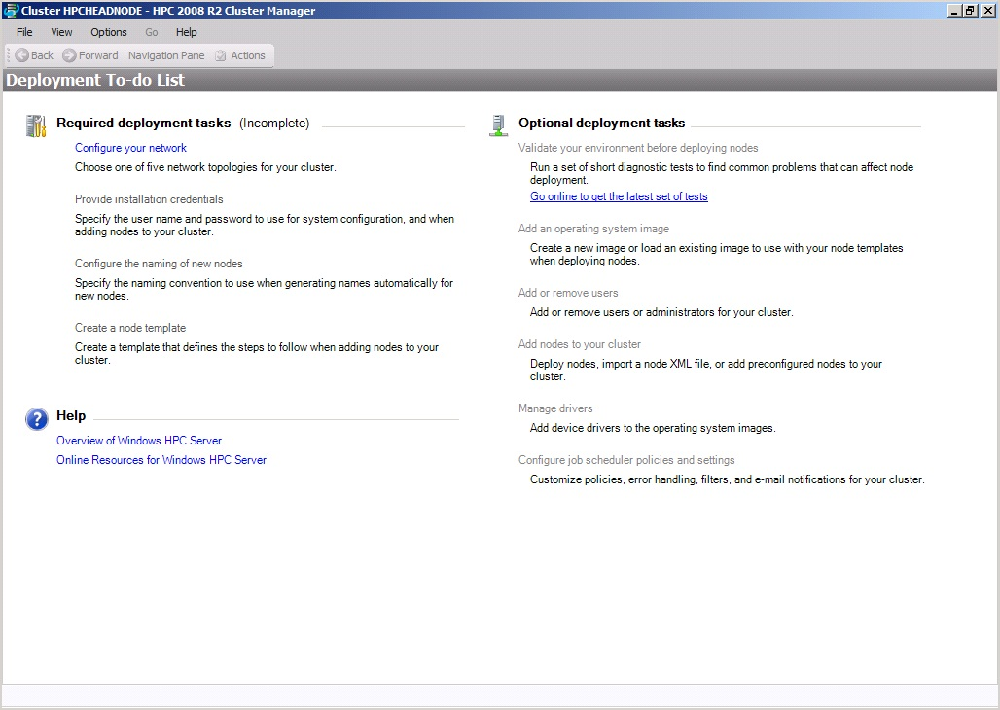 Cluster HPCHEADNODE - HPC 2008 R2 Cluster Manager
File View Options Go Help
Back Forward Navigation Pane Actions
Deployment To-do List
Required deployment tasks (Incomplete)
Configure your network
Choose one of five network topologies for your cluster.
Provide installation credentials
Specify the user name and password to use for system configuration, and when
adding nodes to your cluster.
Configure the naming of new nodes
Specify the naming convention to use when generating names automatically for
new nodes.
Create a node template
Create a template that defines the steps to follow when adding nodes to your
cluster.
Help
Overview of Windows HPC Server
Online Resources for Windows HPC Server
Optional deployment tasks
Validate your environment before deploying nodes
Run a set of short diagnostic tests to find common problems that can affect node
deployment.
Go online to get the latest set of tests
Add an operating system image
Create a new image or load an existing image to use with your node templates
when deploying nodes.
Add or remove users
Add or remove users or administrators for your cluster.
Add nodes to your cluster
Deploy nodes, import a node XML file, or add preconfigured nodes to your
cluster.
Manage drivers
Add device drivers to the operating system images.
Configure job scheduler policies and settings
Customize policies, error handling, filters, and e-mail notifications for your cluster.